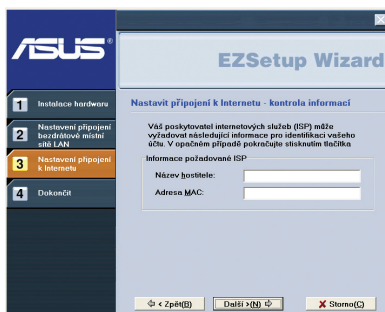 ASUS®
EZSetup Wizard
1 Instalace hardwaru
2 Nastavení připojení
bezdrátové místní
sítě LAN
3 Nastavení připojení
k Internetu
4 Dokončit
Nastavit připojení k Internetu - kontrola informací
Váš poskytovatel internetových služeb (ISP) může
vyžadovat následující informace pro identifikaci vašeho
účtu. V opačném případě pokračujte stisknutím tlačítka
Informace požadované ISP
Název hostitele:
Adresa MAC:
< Zpět(B)
Další >(N)
Storno(C)